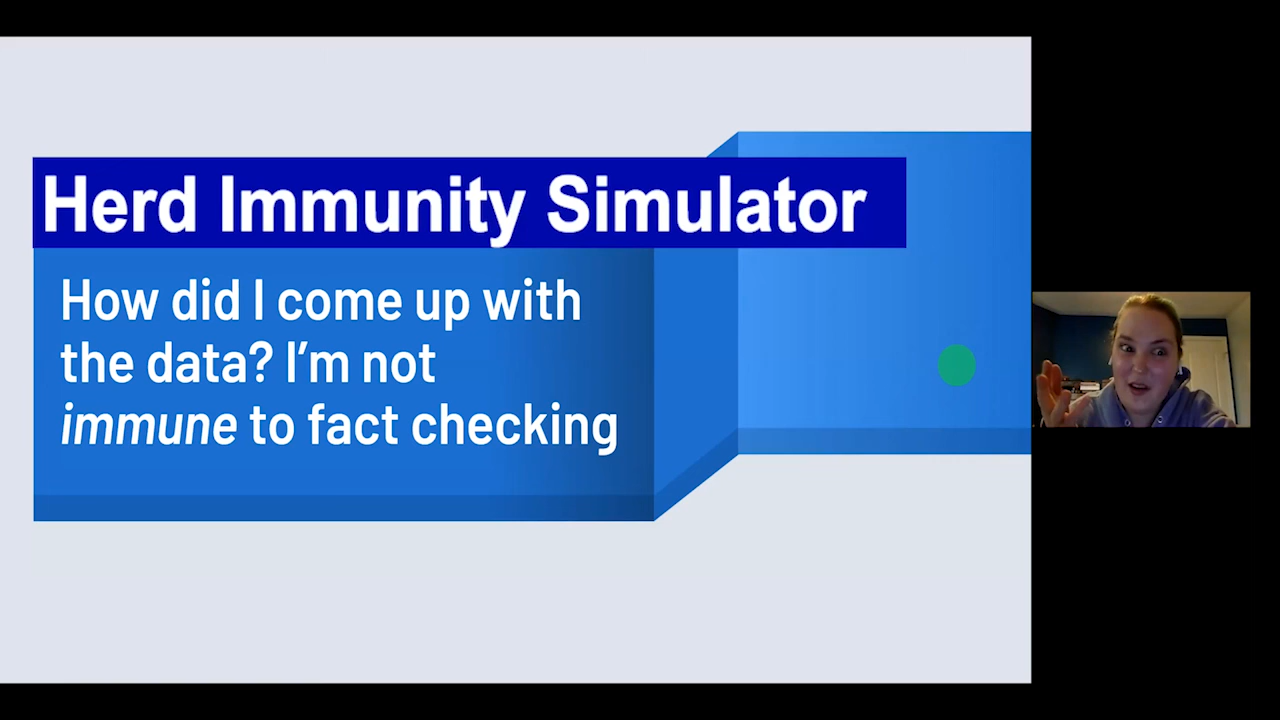 Herd Immunity Simulator
How did I come up with
the data? I’m not
immune to fact checking